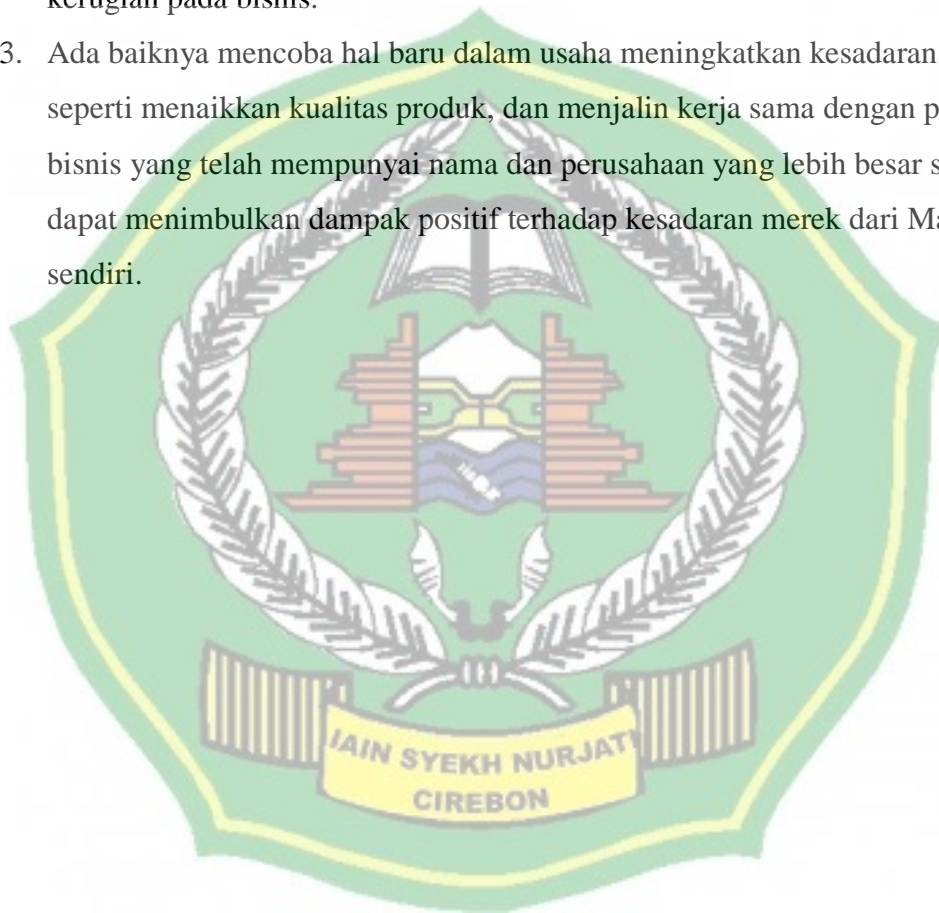 kerugian pada bisnis.
3. Ada baiknya mencoba hal baru dalam usaha meningkatkan kesadaran
seperti menaikkan kualitas produk, dan menjalin kerja sama dengan
bisnis yang telah mempunyai nama dan perusahaan yang lebih besar
dapat menimbulkan dampak positif terhadap kesadaran merek dari
sendiri.
IAIN SYEKH NURJATI
CIREBON